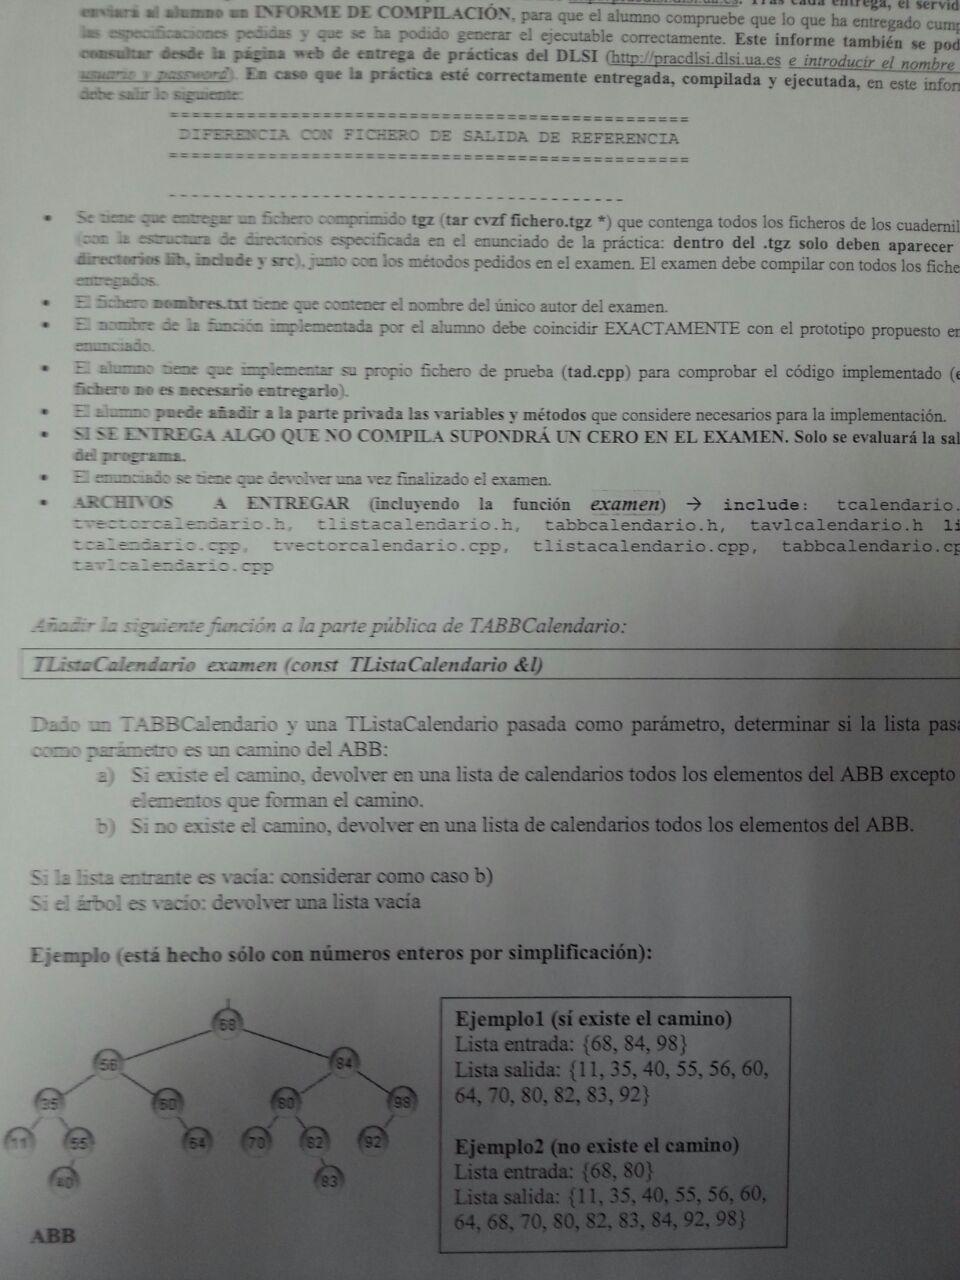 enviará al alumno un INFORME DE COMPILACIÓN, para que el alumno compruebe que lo que ha entregado cump
las especificaciones pedidas y que se ha podido generar el ejecutable correctamente. Este informe también se pod
consultar desde la página web de entrega de prácticas del DLSI (http://pracdlsi.dlsi.ua.es e introducir el nombre
usuario y password). En caso que la práctica esté correctamente entregada, compilada y ejecutada, en este infor
debe salir lo siguiente:
===============================================
DIFERENCIA CON FICHERO DE SALIDA DE REFERENCIA
===============================================
- - - - - - - - - - - - - - - - - - - - - - - - - - - - - - - - -
• Se tiene que entregar un fichero comprimido tgz (tar cvzf fichero.tgz *) que contenga todos los ficheros de los cuadernil
(con la estructura de directorios especificada en el enunciado de la práctica: dentro del .tgz solo deben aparecer
directorios lib, include y src), junto con los métodos pedidos en el examen. El examen debe compilar con todos los fiche
entregados.
• El fichero nombres.txt tiene que contener el nombre del único autor del examen.
• El nombre de la función implementada por el alumno debe coincidir EXACTAMENTE con el prototipo propuesto en
enunciado.
• El alumno tiene que implementar su propio fichero de prueba (tad.cpp) para comprobar el código implementado (e
fichero no es necesario entregarlo).
• El alumno puede añadir a la parte privada las variables y métodos que considere necesarios para la implementación.
• SI SE ENTREGA ALGO QUE NO COMPILA SUPONDRÁ UN CERO EN EL EXAMEN. Solo se evaluará la sal
del programa.
• El enunciado se tiene que devolver una vez finalizado el examen.
• ARCHIVOS A ENTREGAR (incluyendo la función examen) → include: tcalendario.
tvectorcalendario.h, tlistacalendario.h, tabbcalendario.h, tavlcalendario.h li
tcalendario.cpp, tvectorcalendario.cpp, tlistacalendario.cpp, tabbcalendario.cp
tavlcalendario.cpp
Añadir la siguiente función a la parte pública de TABBCalendario:
TListaCalendario examen (const TListaCalendario &l)
Dado un TABBCalendario y una TListaCalendario pasada como parámetro, determinar si la lista pasa
como parámetro es un camino del ABB:
a) Si existe el camino, devolver en una lista de calendarios todos los elementos del ABB excepto
elementos que forman el camino.
b) Si no existe el camino, devolver en una lista de calendarios todos los elementos del ABB.
Si la lista entrante es vacía: considerar como caso b)
Si el árbol es vacío: devolver una lista vacía
Ejemplo (está hecho sólo con números enteros por simplificación):
68
56 84
35 60 80 98
11 55 64 70 82 92
40 83
ABB
Ejemplo1 (sí existe el camino)
Lista entrada: {68, 84, 98}
Lista salida: {11, 35, 40, 55, 56, 60,
64, 70, 80, 82, 83, 92}
Ejemplo2 (no existe el camino)
Lista entrada: {68, 80}
Lista salida: {11, 35, 40, 55, 56, 60,
64, 68, 70, 80, 82, 83, 84, 92, 98}